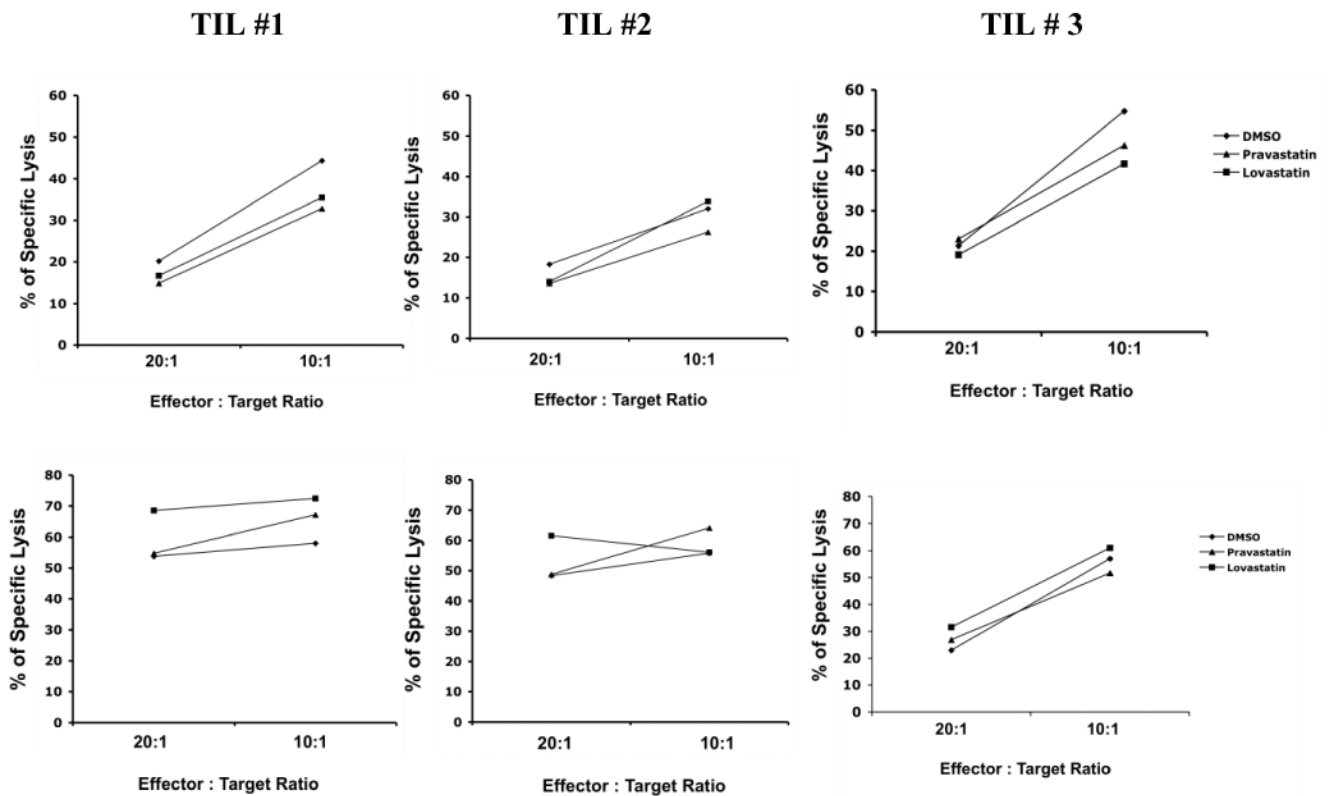 TIL #1
TIL #2
TIL # 3
% of Specific Lysis
60
50
40
30
20
10
0
20:1
10:1
Effector : Target Ratio
% of Specific Lysis
60
50
40
30
20
10
0
20:1
10:1
Effector : Target Ratio
% of Specific Lysis
60
50
40
30
20
10
0
20:1
10:1
Effector : Target Ratio
DMSO
Pravastatin
Lovastatin
% of Specific Lysis
80
70
60
50
40
30
20
10
0
20:1
10:1
Effector : Target Ratio
% of Specific Lysis
80
70
60
50
40
30
20
10
0
20:1
10:1
Effector : Target Ratio
% of Specific Lysis
80
70
60
50
40
30
20
10
0
20:1
10:1
Effector : Target Ratio
DMSO
Pravastatin
Lovastatin